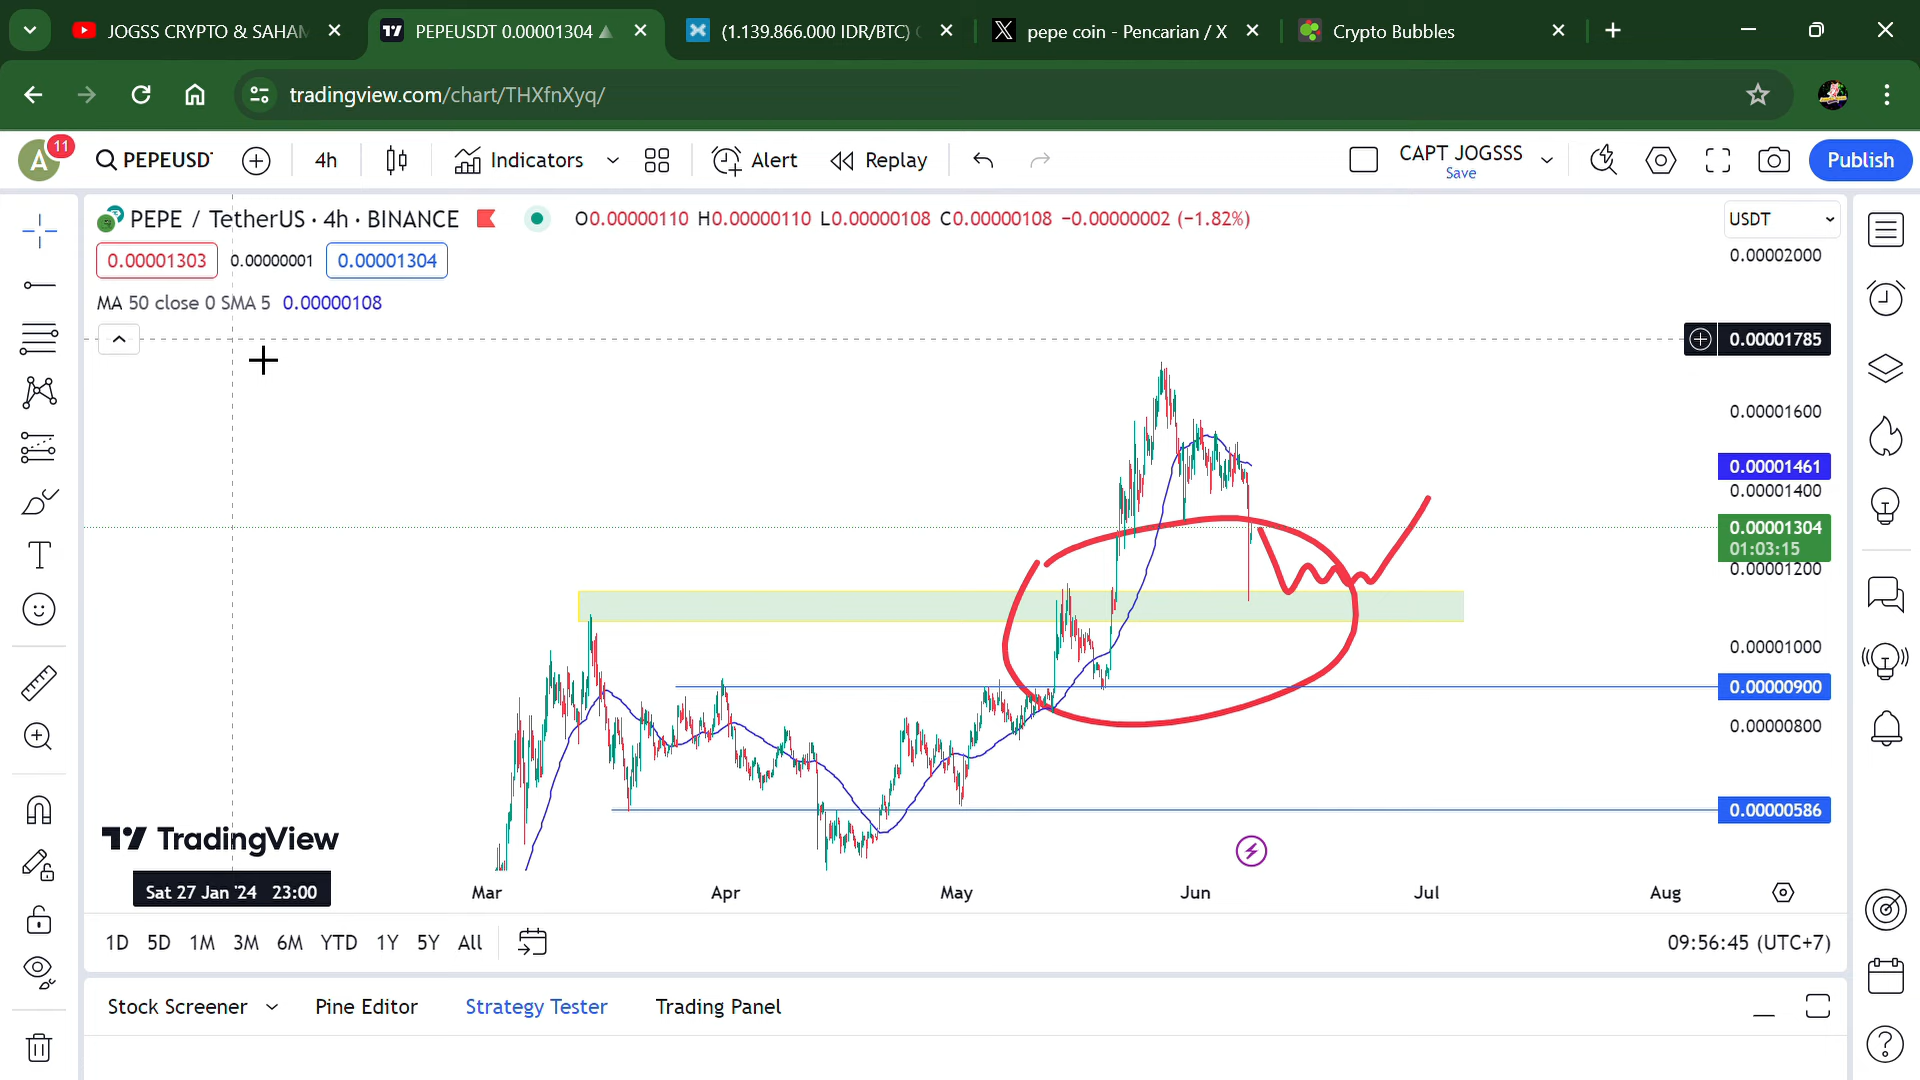 JOGSS CRYPTO & SAHAM
PEPEUSDT 0.00001304
(1.139.866.000 IDR/BTC)
pepe coin - Pencarian / X
Crypto Bubbles
tradingview.com/chart/THXfnXyq/
A
11
PEPEUSDT
4h
Indicators
Alert
Replay
CAPT JOGSSS
Save
Publish
PEPE / TetherUS · 4h · BINANCE
O0.00000110 H0.00000110 L0.00000108 C0.00000108 −0.00000002 (−1.82%)
USDT
0.00001303
0.00000001
0.00001304
MA 50 close 0 SMA 5 0.00000108
0.00002000
0.00001785
0.00001600
0.00001461
0.00001400
0.00001304
01:03:15
0.00001200
0.00001000
0.00000900
0.00000800
0.00000586
TradingView
Sat 27 Jan '24 23:00
Mar
Apr
May
Jun
Jul
Aug
1D 5D 1M 3M 6M YTD 1Y 5Y All
09:56:45 (UTC+7)
Stock Screener
Pine Editor
Strategy Tester
Trading Panel